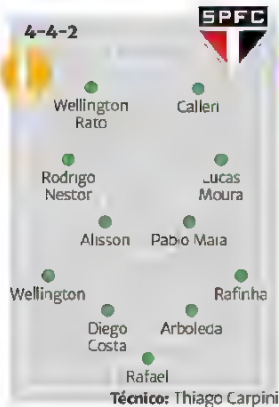 SPFC
4-4-2
Wellington Rato
Calleri
Rodrigo Nestor
Lucas Moura
Alisson
Pablo Maia
Wellington
Rafinha
Diego Costa
Arboleda
Rafael
Técnico: Thiago Carpini